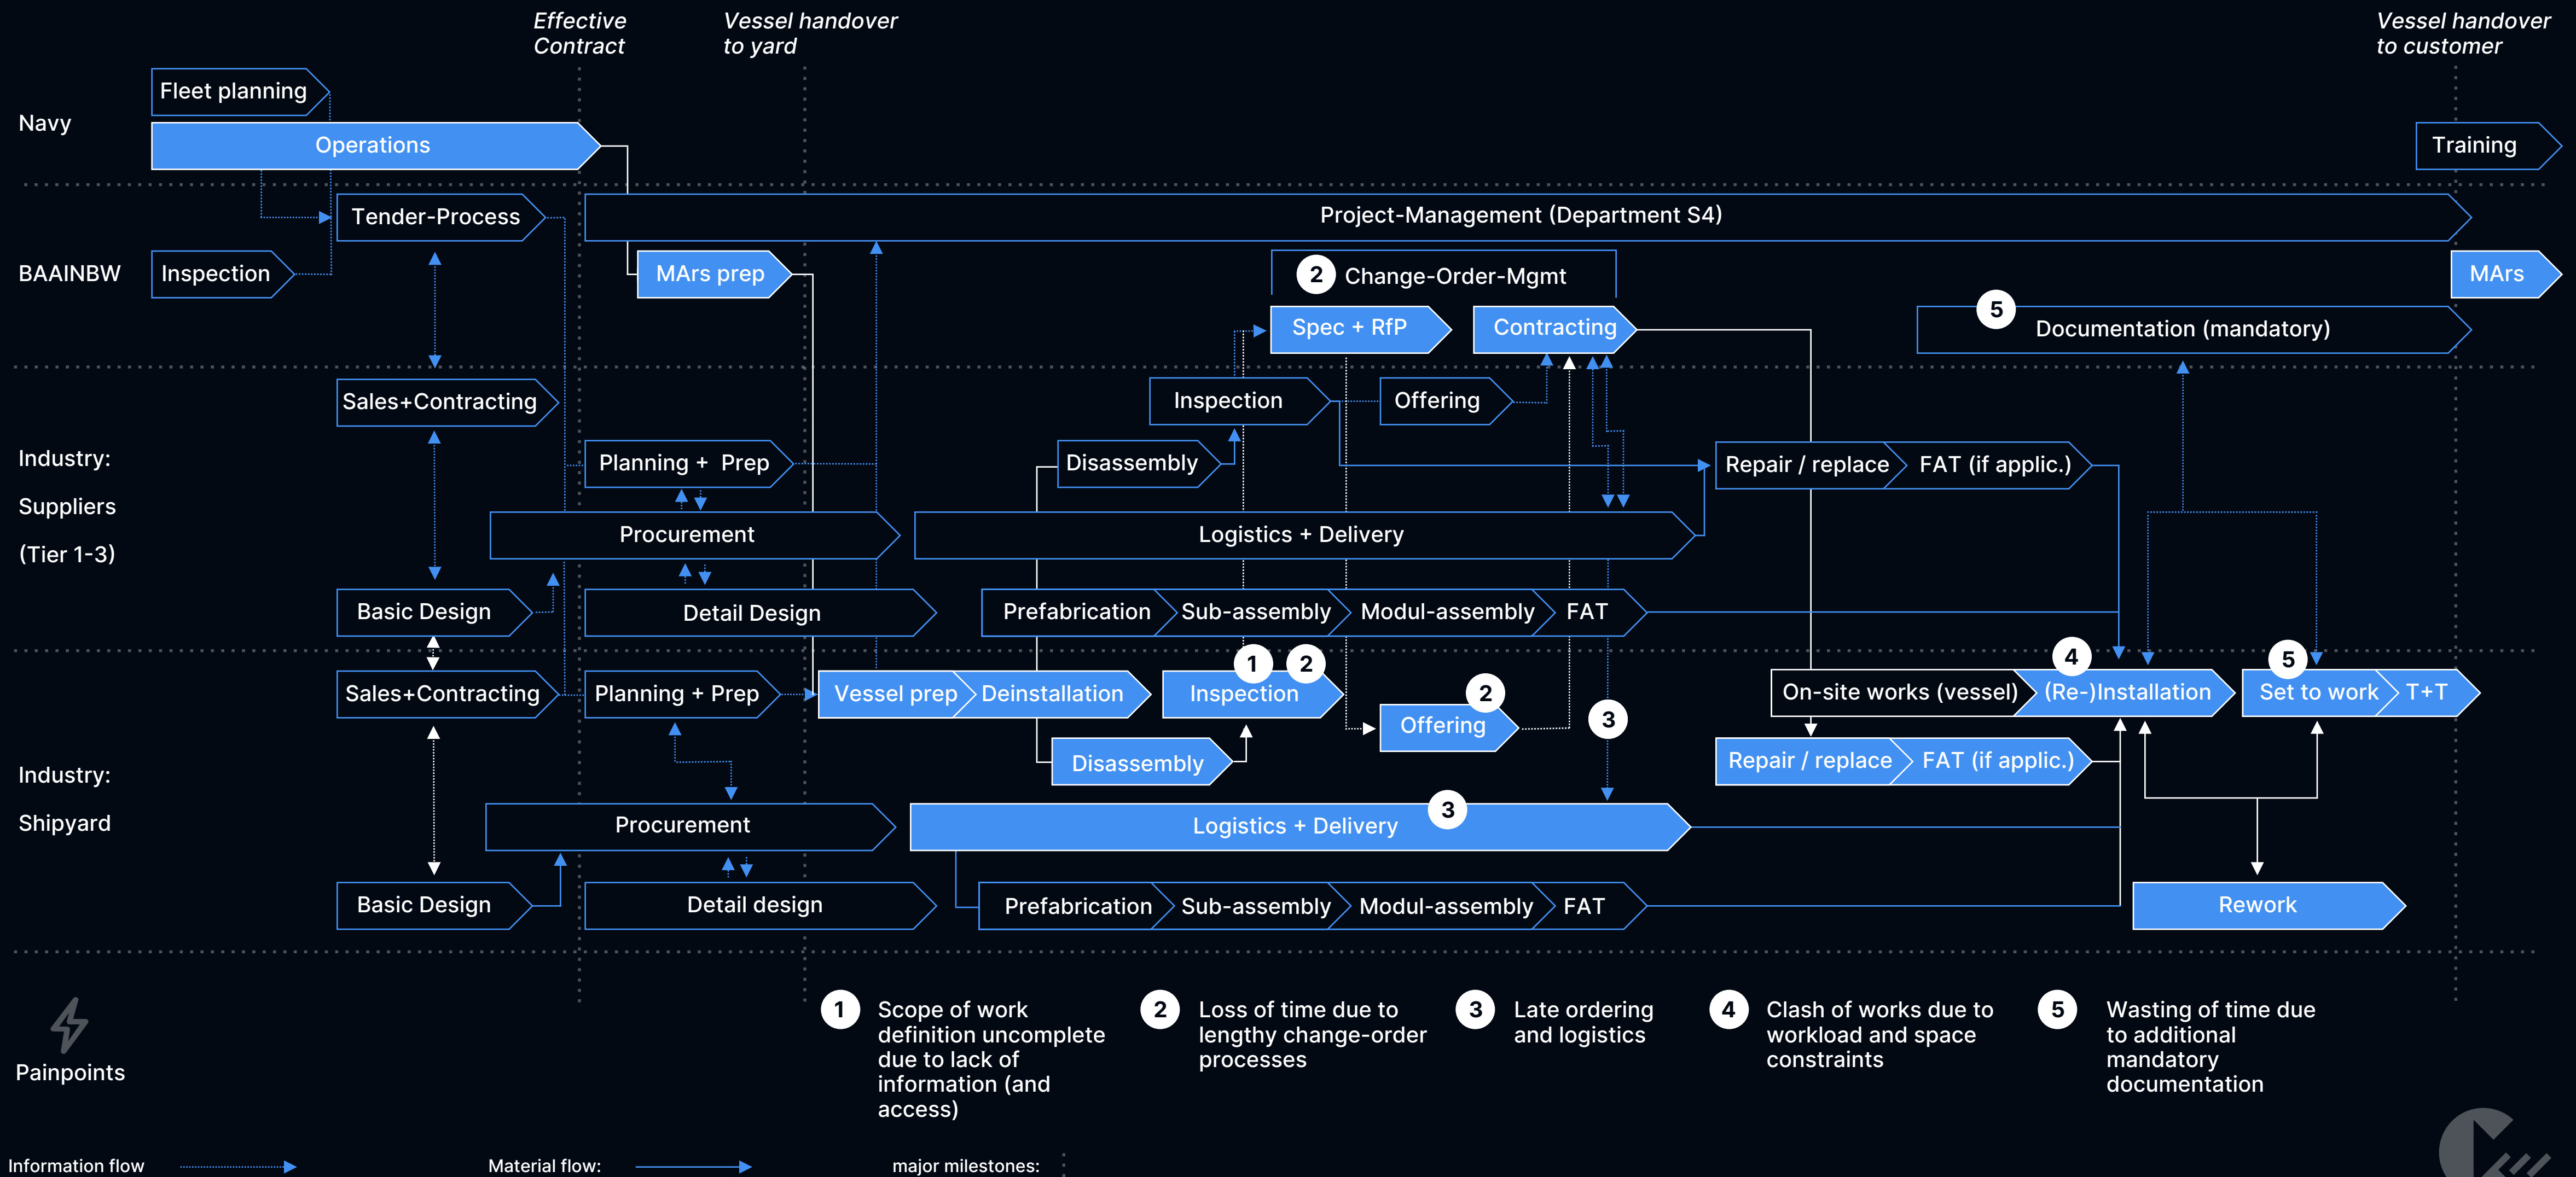 Effective
Contract
Vessel handover
to yard
Vessel handover
to customer
Navy
Fleet planning
Operations
Training
BAAINBW
Tender-Process
Project-Management (Department S4)
Inspection
MArs prep
2 Change-Order-Mgmt
MArs
Spec + RfP
Contracting
5
Documentation (mandatory)
Industry:
Suppliers
(Tier 1-3)
Sales+Contracting
Inspection
Offering
Planning + Prep
Disassembly
Repair / replace
FAT (if applic.)
Procurement
Logistics + Delivery
Basic Design
Detail Design
Prefabrication
Sub-assembly
Modul-assembly
FAT
Industry:
Shipyard
1
2
4
5
Sales+Contracting
Planning + Prep
Vessel prep
Deinstallation
Inspection
2
Offering
3
On-site works (vessel)
(Re-)Installation
Set to work
T+T
Disassembly
Repair / replace
FAT (if applic.)
Procurement
3
Logistics + Delivery
Basic Design
Detail design
Prefabrication
Sub-assembly
Modul-assembly
FAT
Rework
Painpoints
1
Scope of work
definition uncomplete
due to lack of
information (and
access)
2
Loss of time due to
lengthy change-order
processes
3
Late ordering
and logistics
4
Clash of works due to
workload and space
constraints
5
Wasting of time due
to additional
mandatory
documentation
Information flow
Material flow:
major milestones: